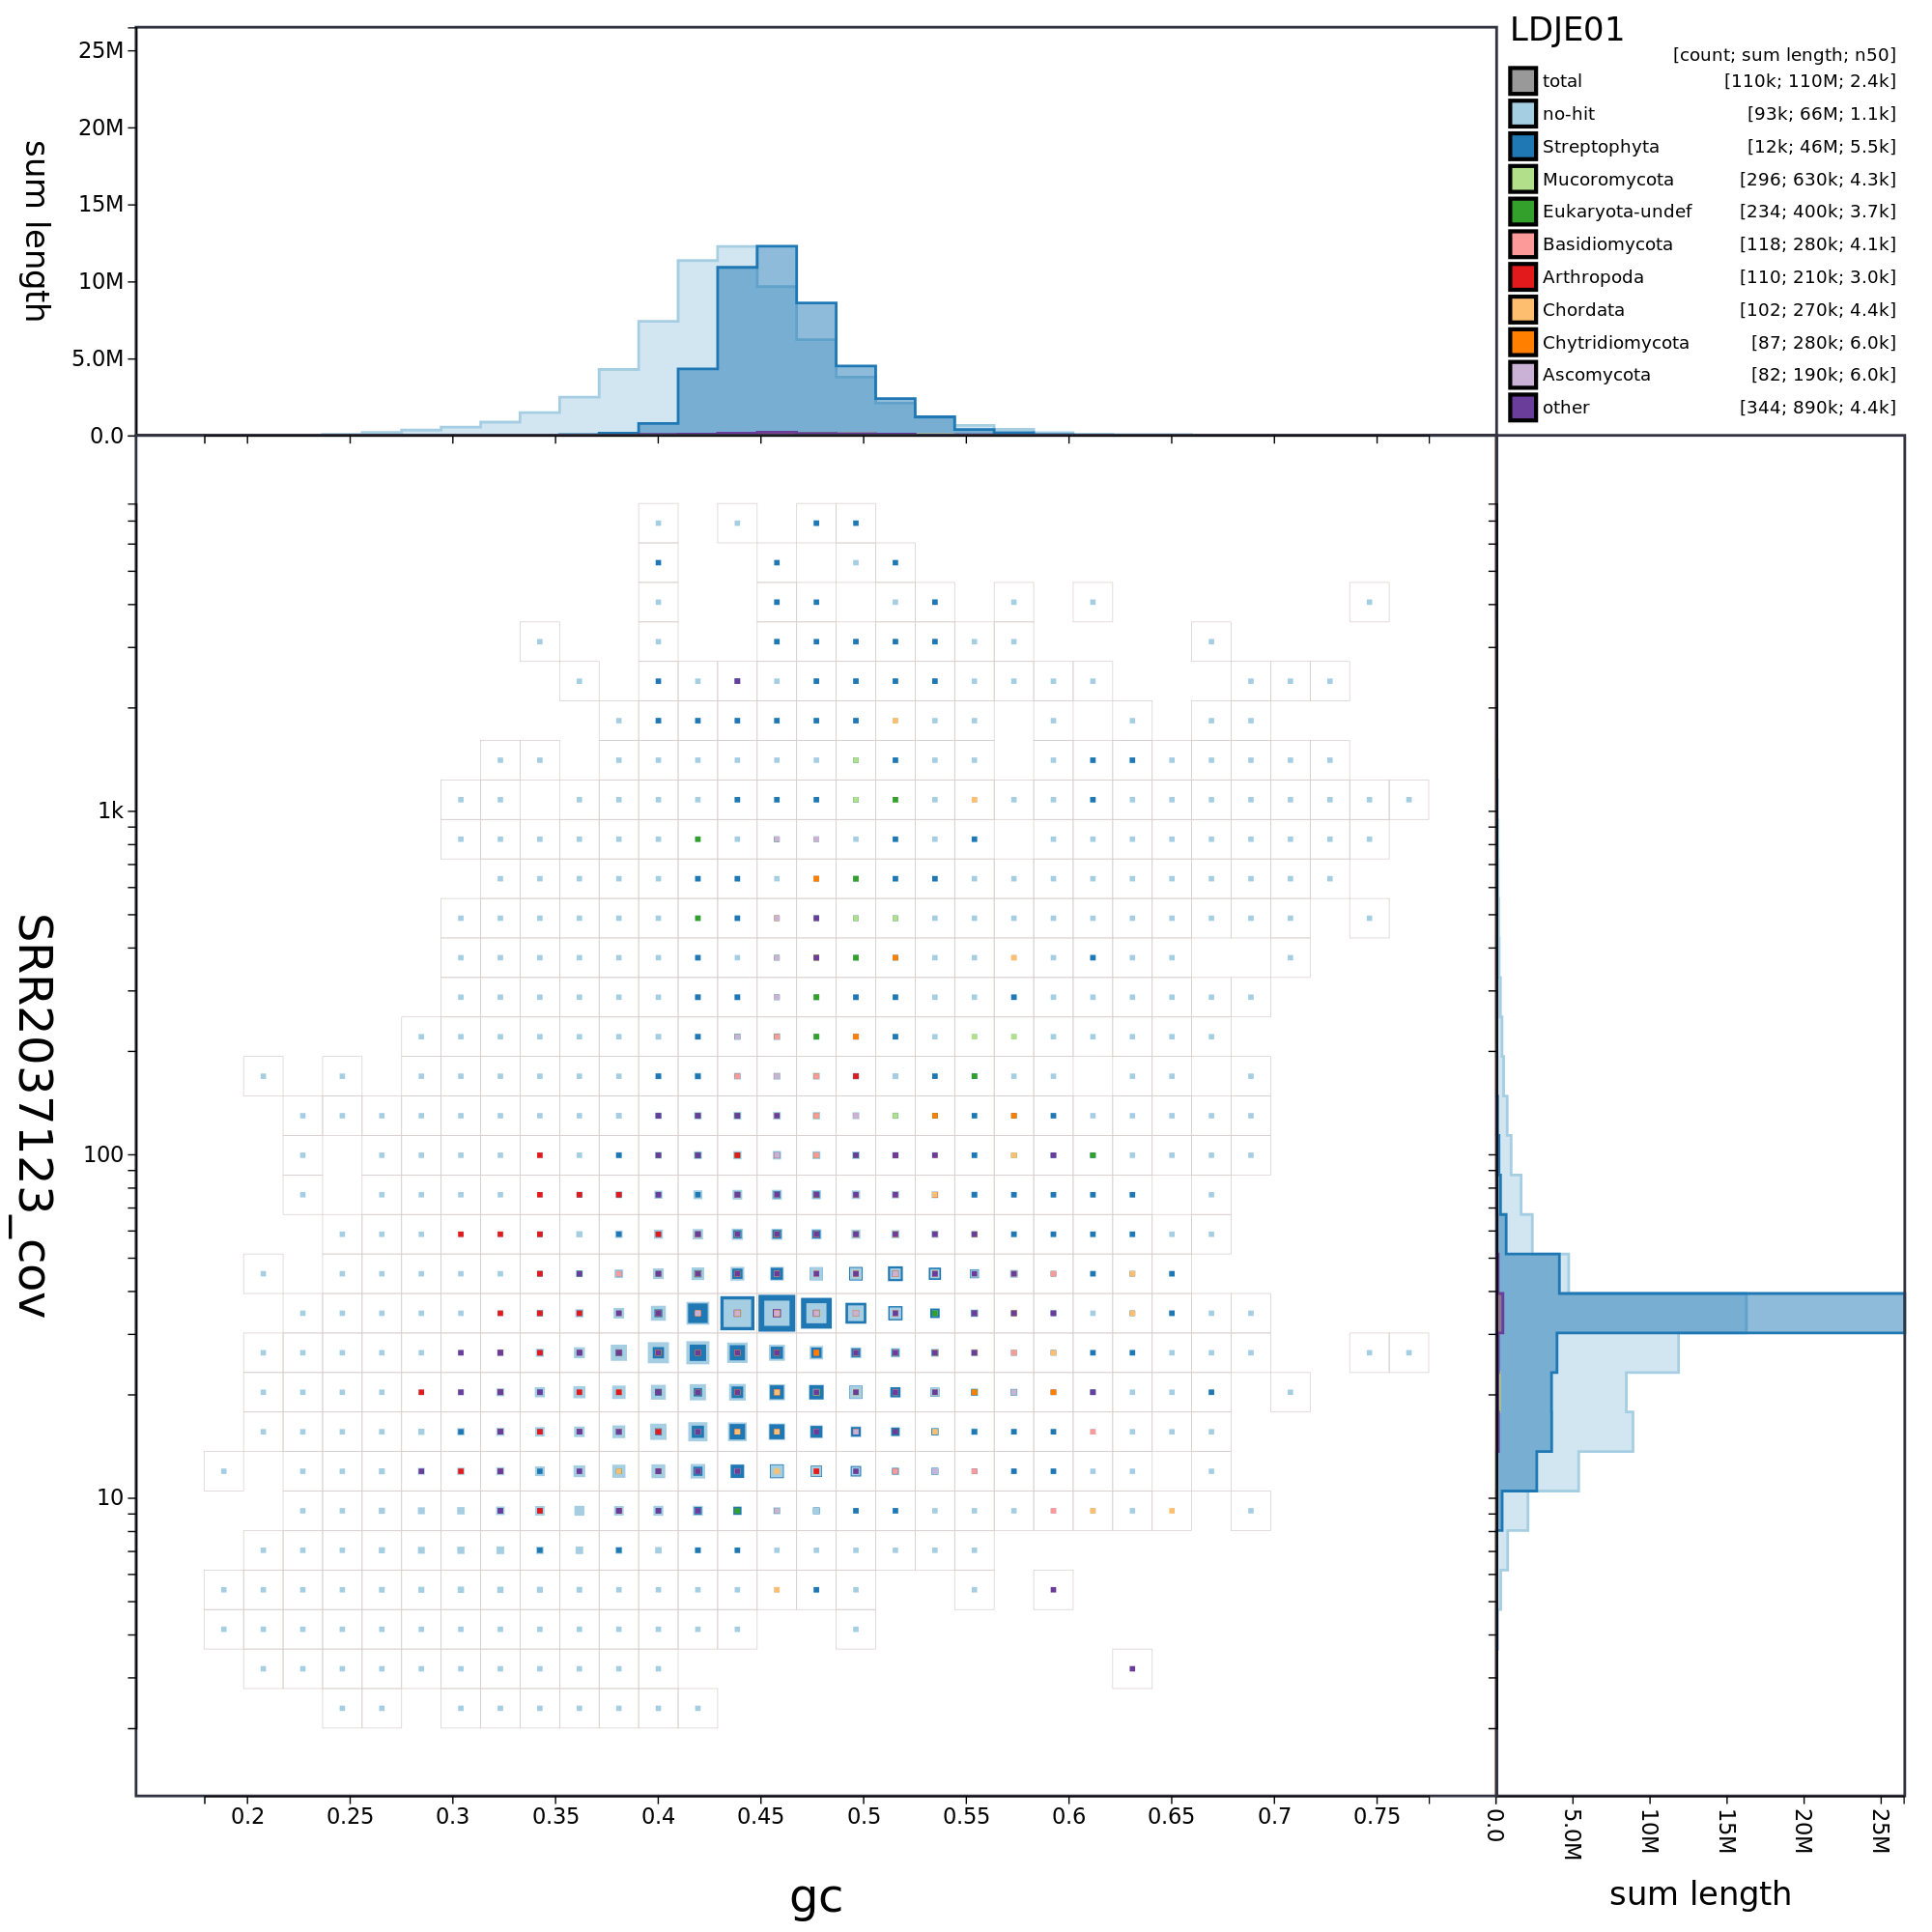 LDJE01
[count; sum length; n50]
total [110k; 110M; 2.4k]
no-hit [93k; 66M; 1.1k]
Streptophyta [12k; 46M; 5.5k]
Mucoromycota [296; 630k; 4.3k]
Eukaryota-undef [234; 400k; 3.7k]
Basidiomycota [118; 280k; 4.1k]
Arthropoda [110; 210k; 3.0k]
Chordata [102; 270k; 4.4k]
Chytridiomycota [87; 280k; 6.0k]
Ascomycota [82; 190k; 6.0k]
other [344; 890k; 4.4k]
sum length
25M
20M
15M
10M
5.0M
0.0
SRR2037123_cov
1k
100
10
0.2 0.25 0.3 0.35 0.4 0.45 0.5 0.55 0.6 0.65 0.7 0.75
gc
0.0 5.0M 10M 15M 20M 25M
sum length